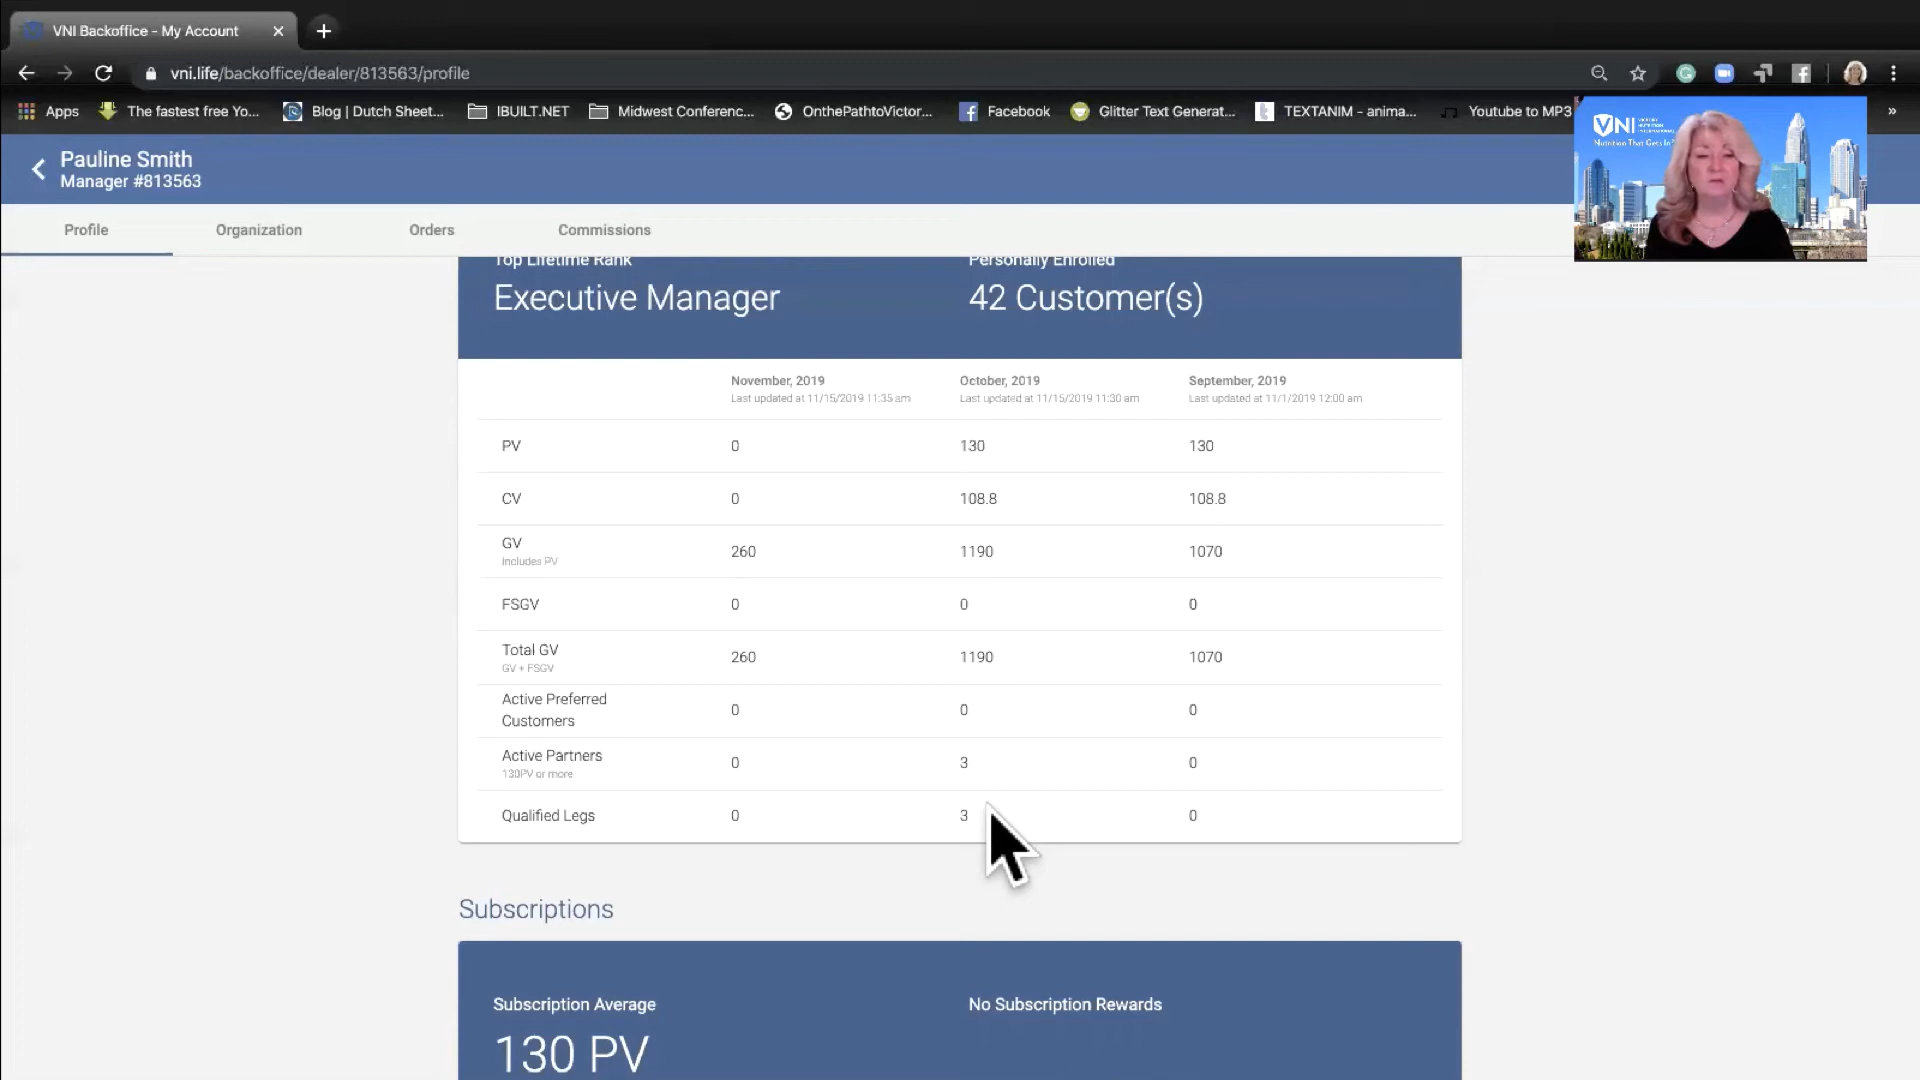 VNI Backoffice - My Account
vni.life/backoffice/dealer/813563/profile
Apps
The fastest free Yo...
Blog | Dutch Sheet...
IBUILT.NET
Midwest Conferenc...
OnthePathtoVictor...
Facebook
Glitter Text Generat...
TEXTANIM - anima...
Youtube to MP3
»
VNI
Nutrition That Gets In
Pauline Smith
Manager #813563
Profile Organization Orders Commissions
Top Lifetime Rank Personally Enrolled
Executive Manager 42 Customer(s)
November, 2019 October, 2019 September, 2019
Last updated at 11/15/2019 11:35 am Last updated at 11/15/2019 11:30 am Last updated at 11/1/2019 12:00 am
PV 0 130 130
CV 0 108.8 108.8
GV 260 1190 1070
Includes PV
FSGV 0 0 0
Total GV 260 1190 1070
GV + FSGV
Active Preferred
Customers 0 0 0
Active Partners 0 3 0
130PV or more
Qualified Legs 0 3 0
Subscriptions
Subscription Average No Subscription Rewards
130 PV